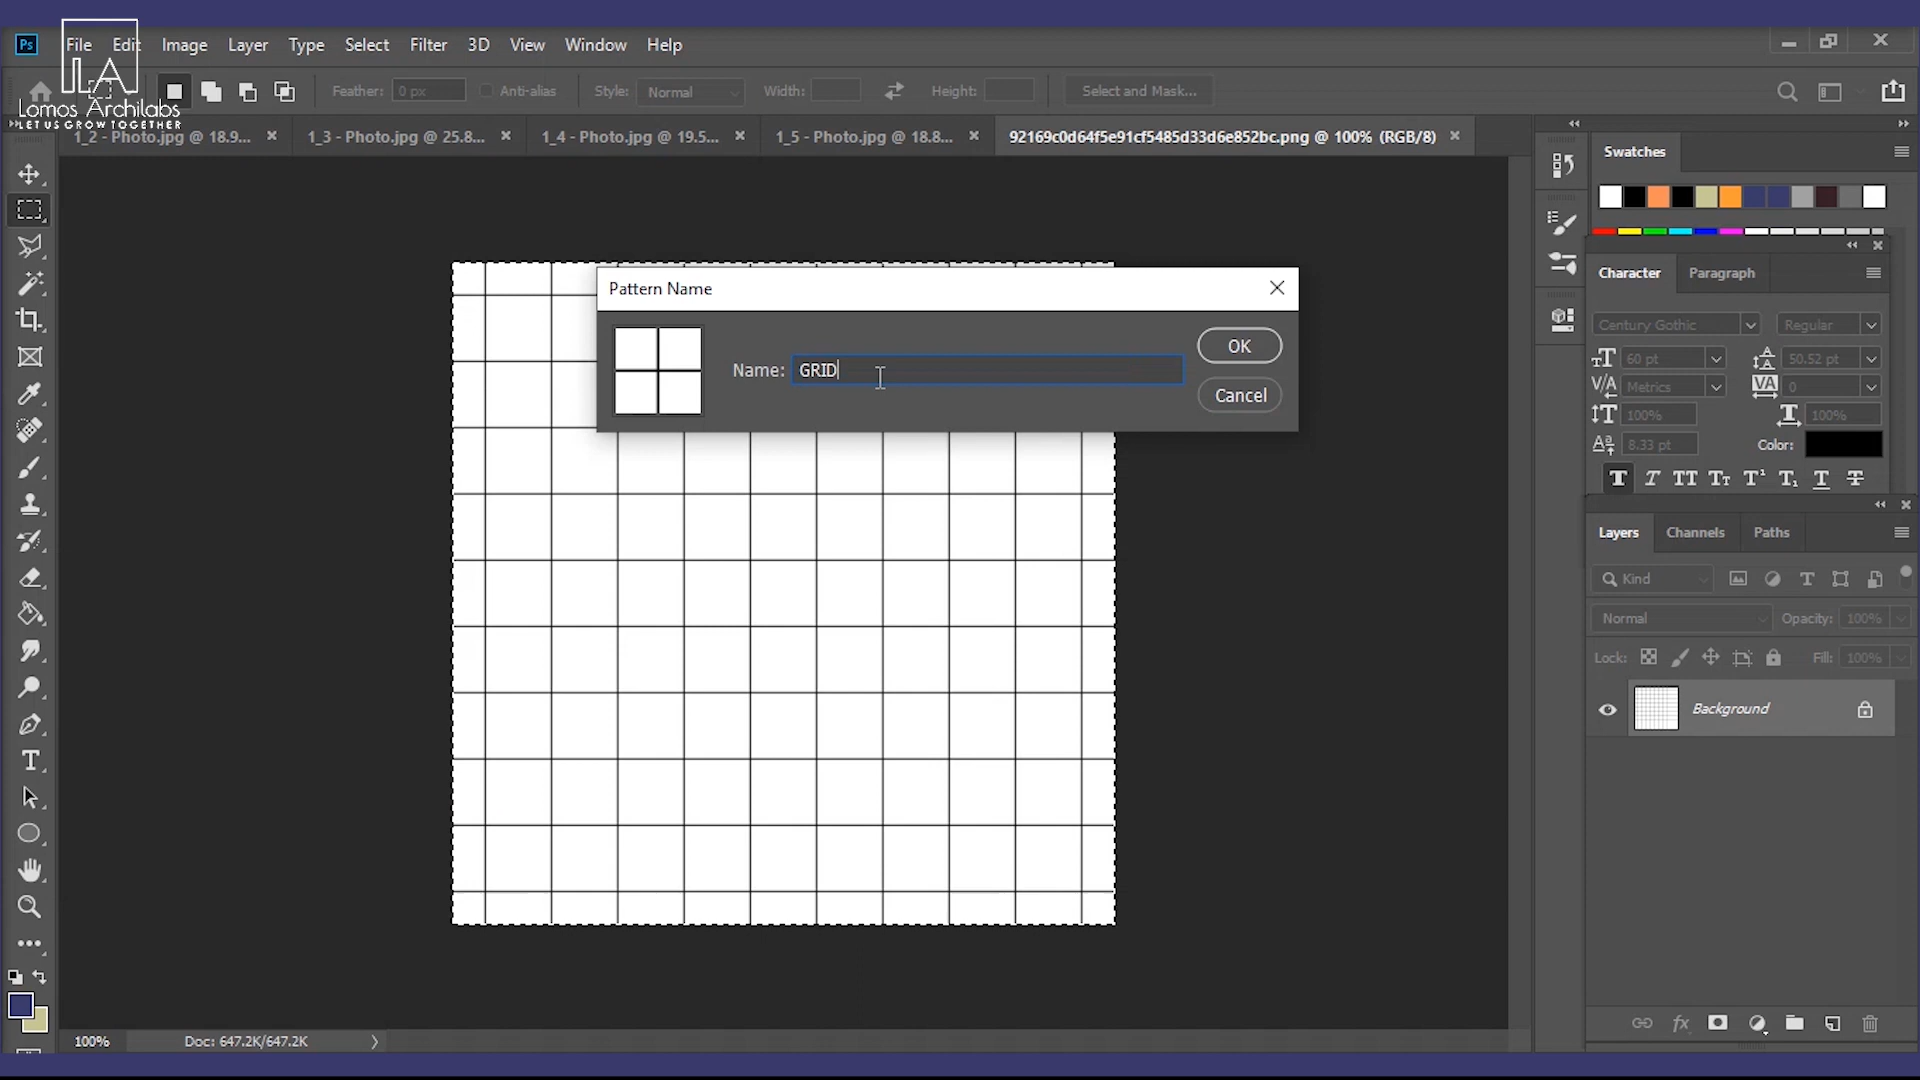 File Edit Image Layer Type Select Filter 3D View Window Help
LA
Lomos Archilabs
LET US GROW TOGETHER
Feather: 0 px Anti-alias Style: Normal Width: Height: Select and Mask...
1_2 - Photo.jpg @ 18.9... 1_3 - Photo.jpg @ 25.8... 1_4 - Photo.jpg @ 19.5... 1_5 - Photo.jpg @ 18.8... 92169c0d64f5e91cf5485d33d6e852bc.png @ 100% (RGB/8)
Swatches
Pattern Name
Name: GRID
OK
Cancel
Character Paragraph
Century Gothic Regular
60 pt 50.52 pt
Metrics 0
100% 100%
8.33 pt Color:
Layers Channels Paths
Kind
Normal Opacity: 100%
Lock: Fill: 100%
Background
fx
100% Doc: 647.2K/647.2K